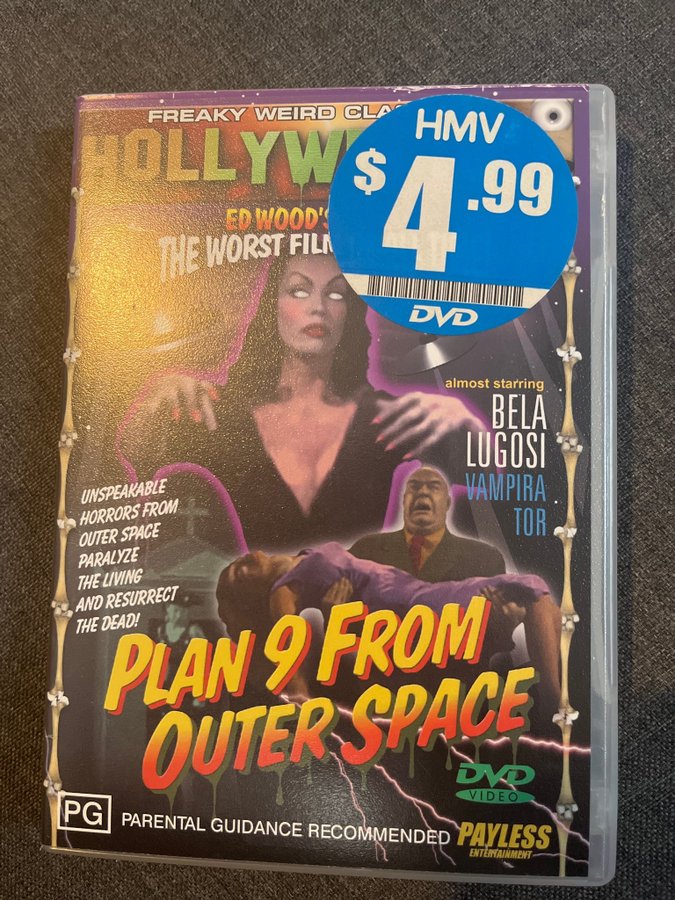 FREAKY WEIRD
HOLLYW
HMV
$4.99
DVD
ED WOOD'S
THE WORST
almost starring
BELA
LUGOSI
VAMPIRA
TOR
UNSPEAKABLE
HORRORS FROM
OUTER SPACE
PARALYZE
THE LIVING
AND RESURRECT
THE DEAD!
PLAN 9 FROM
OUTER SPACE
DVD
VIDEO
PG
PARENTAL GUIDANCE RECOMMENDED
PAYLESS
ENTERTAINMENT